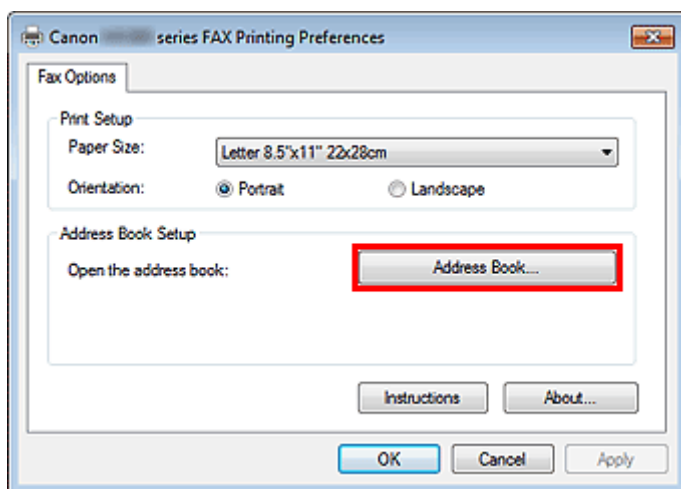 Canon series FAX Printing Preferences
Fax Options
Print Setup
Paper Size: Letter 8.5"x11" 22x28cm
Orientation: Portrait Landscape
Address Book Setup
Open the address book: Address Book...
Instructions About...
OK Cancel Apply